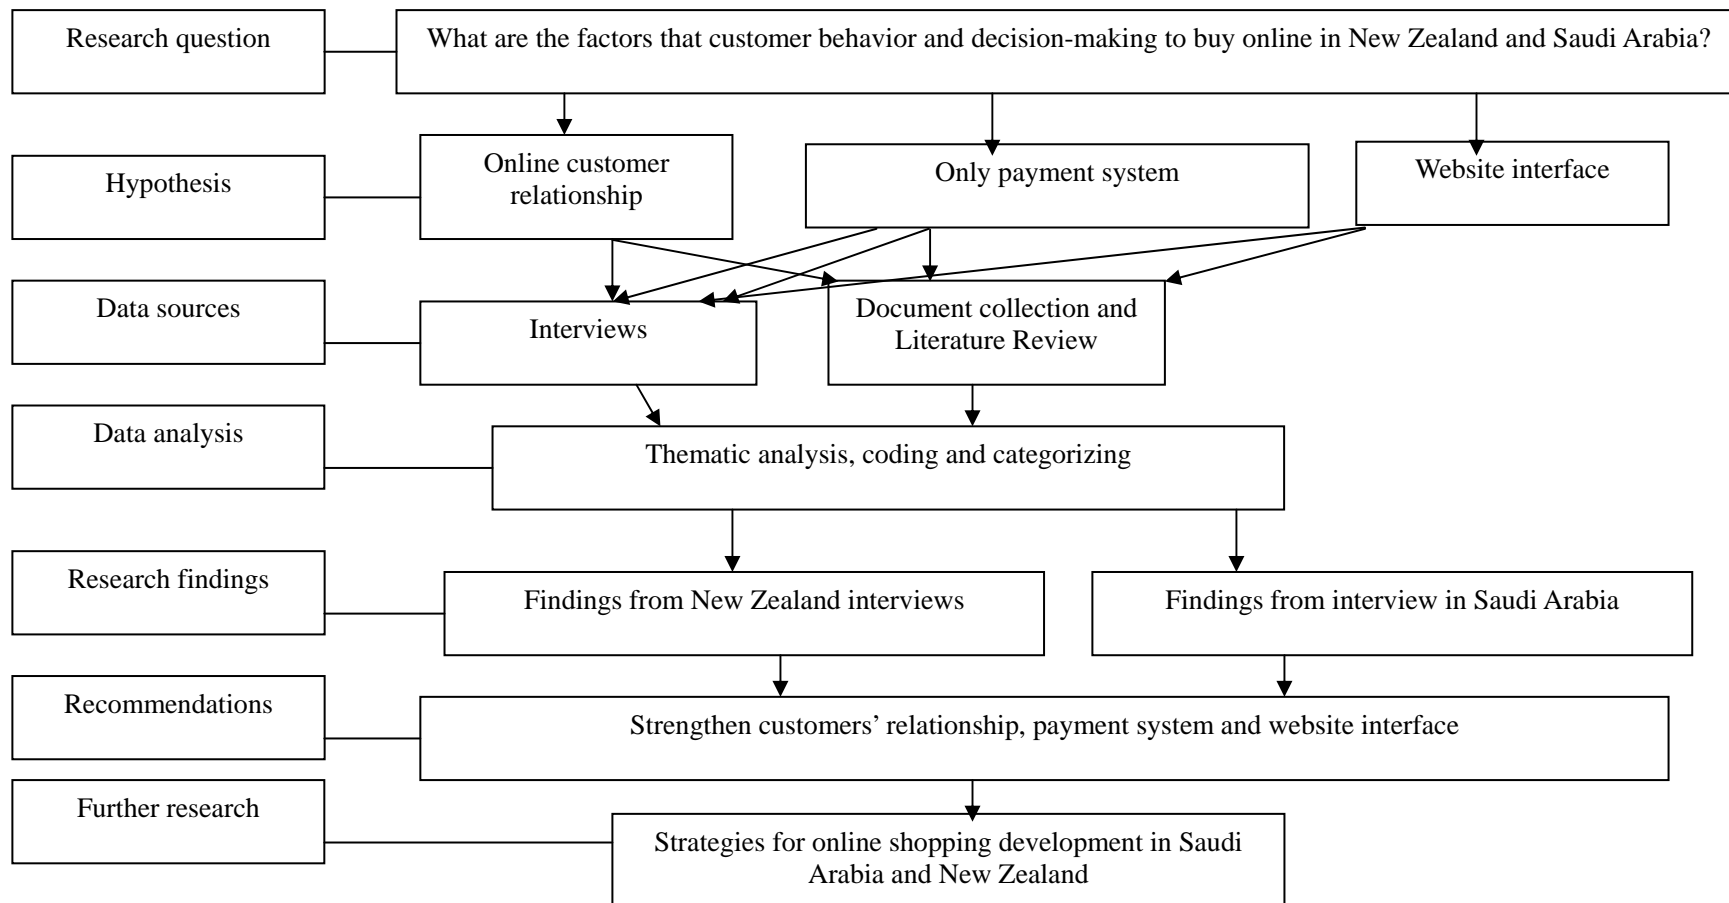 Research question
What are the factors that customer behavior and decision-making to buy online in New Zealand and Saudi Arabia?
Hypothesis
Online customer
relationship
Only payment system
Website interface
Data sources
Interviews
Document collection and
Literature Review
Data analysis
Thematic analysis, coding and categorizing
Research findings
Findings from New Zealand interviews
Findings from interview in Saudi Arabia
Recommendations
Strengthen customers’ relationship, payment system and website interface
Further research
Strategies for online shopping development in Saudi
Arabia and New Zealand